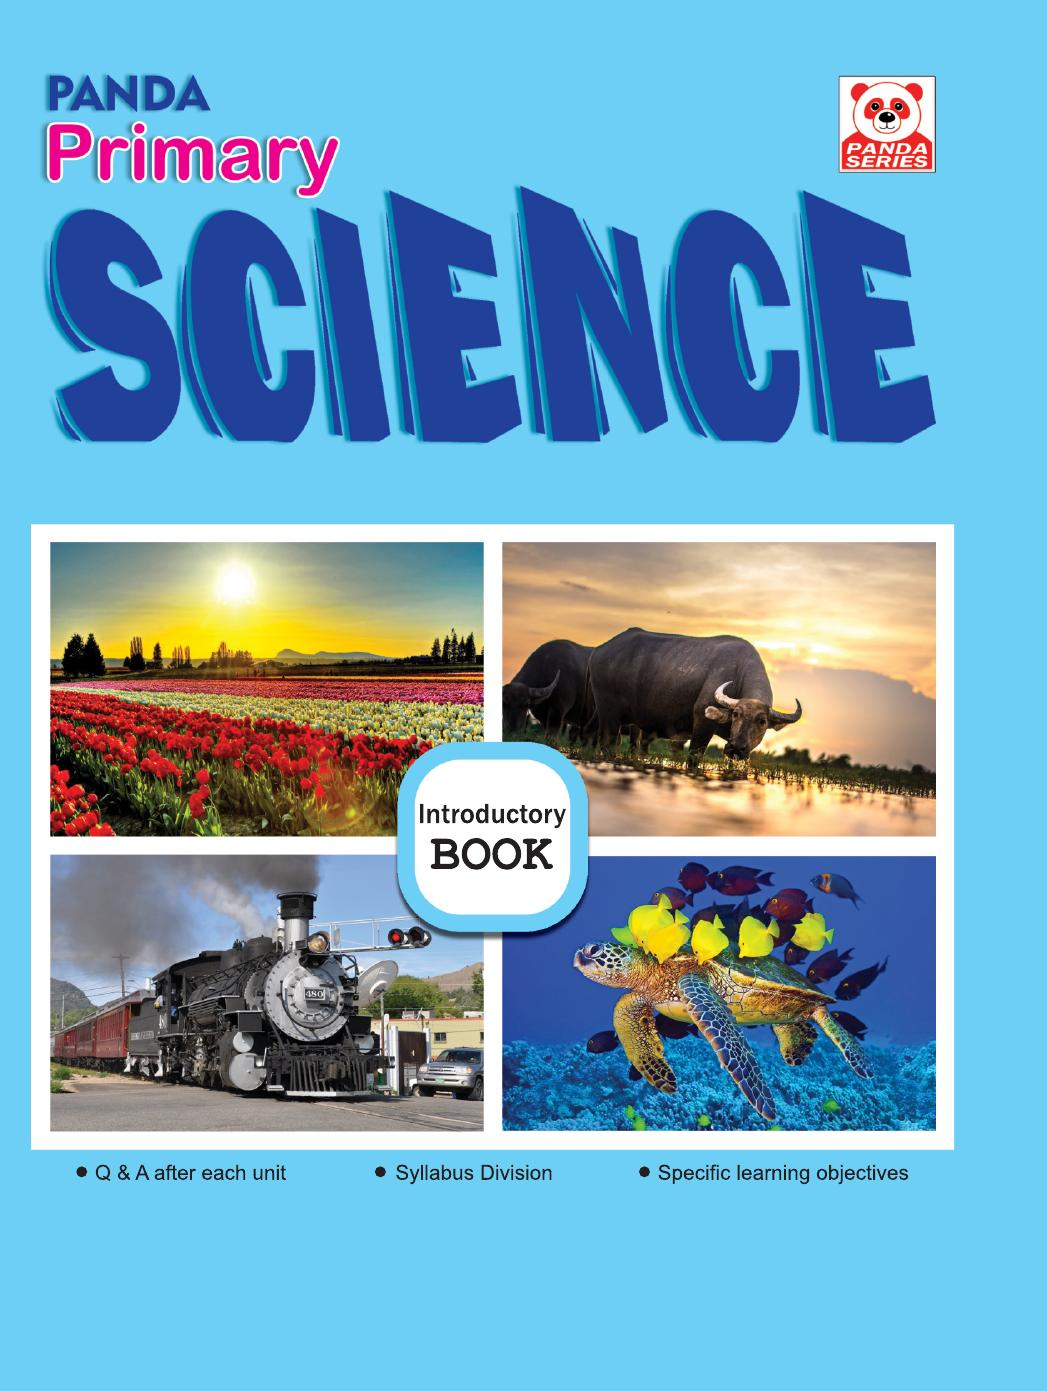 PANDA
Primary
SCIENCE
PANDA
SERIES
Introductory
BOOK
480
• Q & A after each unit
• Syllabus Division
• Specific learning objectives